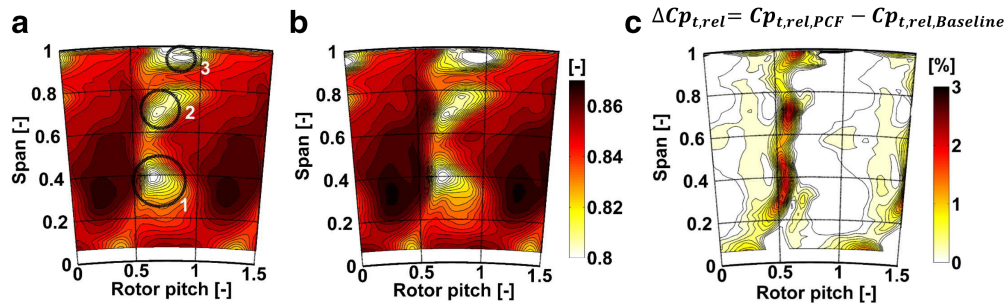 a
b
c
ΔCp_{t,rel} = Cp_{t,rel,PCF} − Cp_{t,rel,Baseline}
1
0.8
0.6
0.4
0.2
0
Span [-]
0 0.5 1 1.5
Rotor pitch [-]
3
2
1
1
0.8
0.6
0.4
0.2
0
Span [-]
0 0.5 1 1.5
Rotor pitch [-]
[-]
0.86
0.84
0.82
0.8
1
0.8
0.6
0.4
0.2
0
Span [-]
0 0.5 1 1.5
Rotor pitch [-]
[%]
3
2
1
0